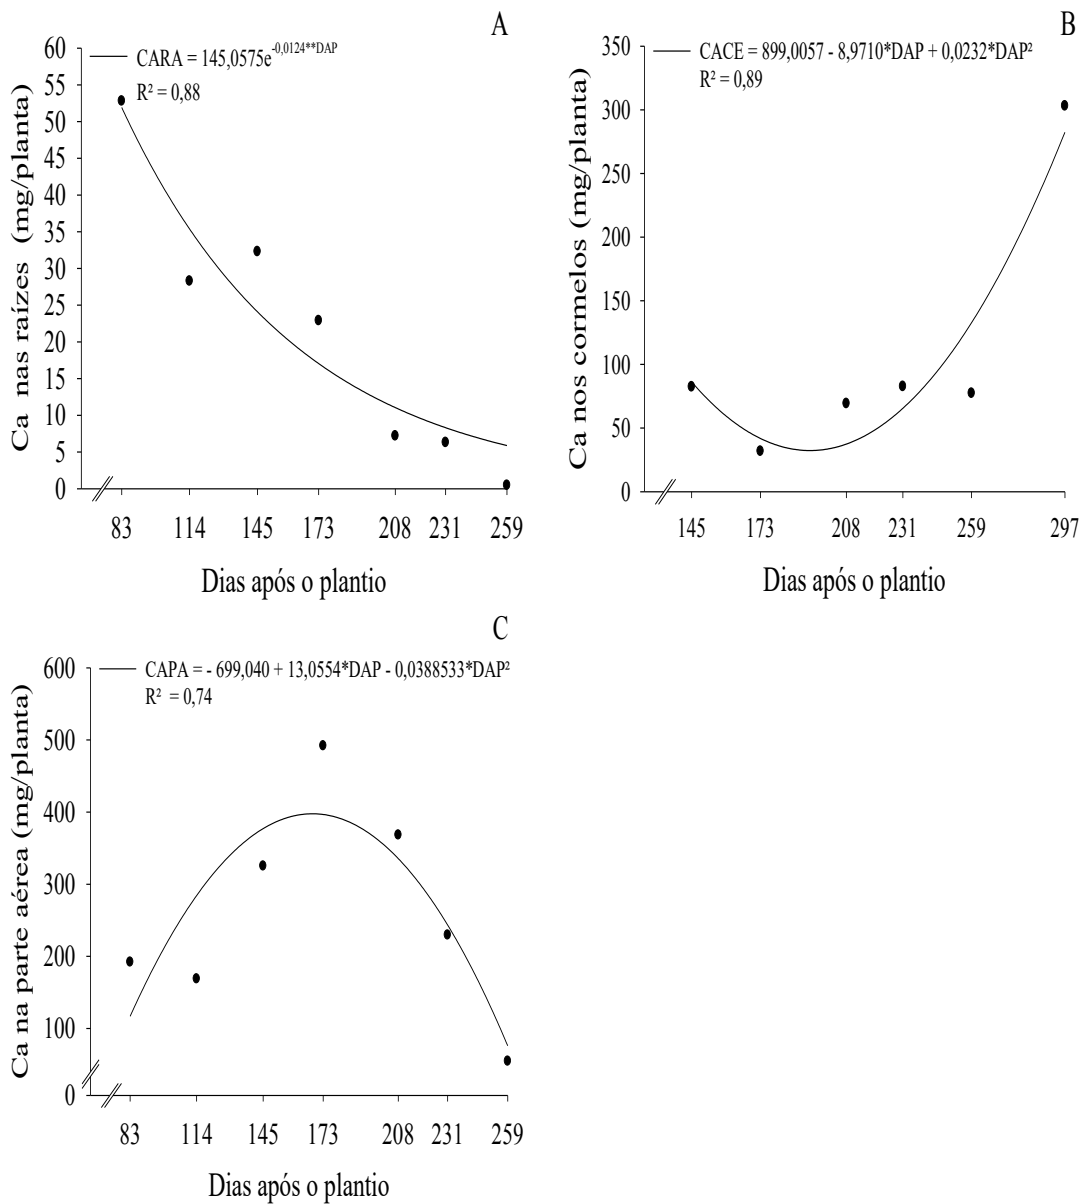 A
CARA = 145,0575e^-0,0124**DAP
R² = 0,88
Ca nas raízes (mg/planta)
60
55
50
45
40
35
30
25
20
15
10
5
0
83 114 145 173 208 231 259
Dias após o plantio
B
CACE = 899,0057 - 8,9710*DAP + 0,0232*DAP²
R² = 0,89
Ca nos cormelos (mg/planta)
350
300
250
200
150
100
50
0
145 173 208 231 259 297
Dias após o plantio
C
CAPA = - 699,040 + 13,0554*DAP - 0,0388533*DAP²
R² = 0,74
Ca na parte aérea (mg/planta)
600
500
400
300
200
100
0
83 114 145 173 208 231 259
Dias após o plantio